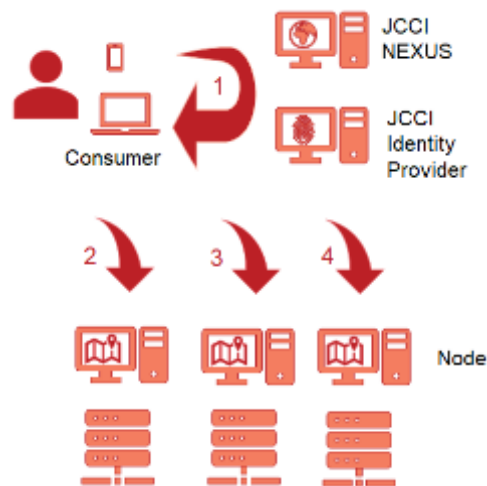 JCCI
NEXUS
1
JCCI
Identity
Provider
Consumer
2
3
4
Node